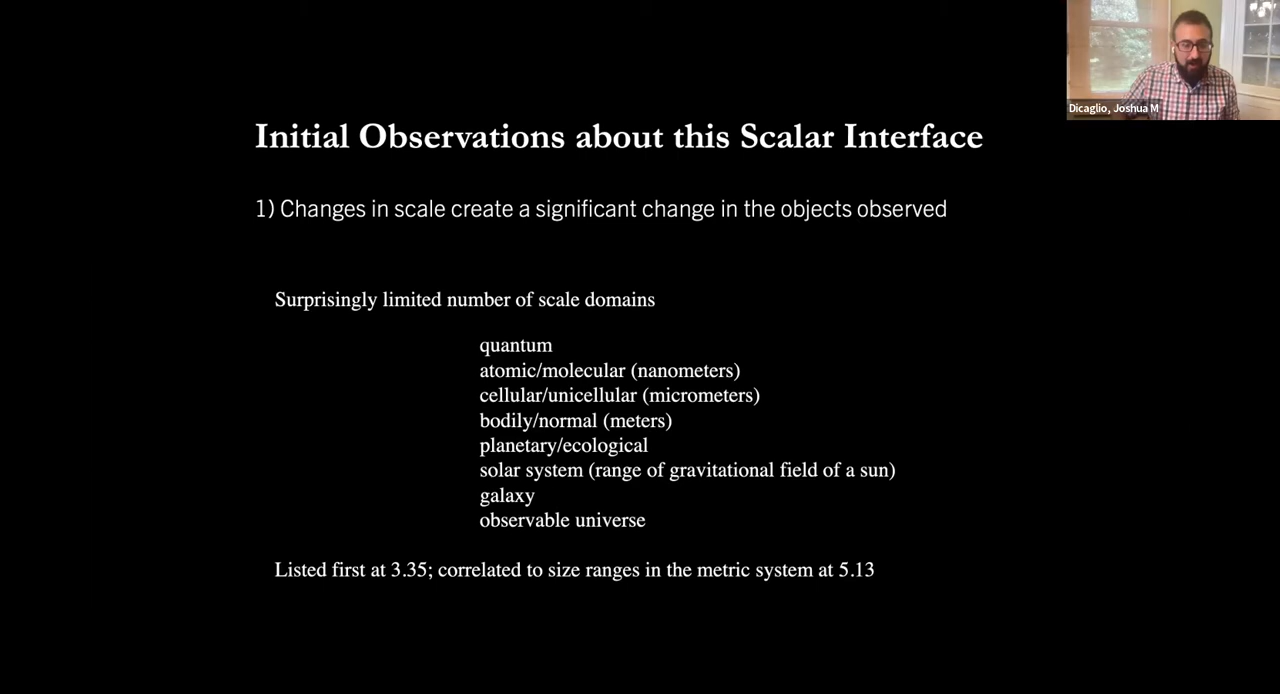 Dicaglio, Joshua M
Initial Observations about this Scalar Interface
1) Changes in scale create a significant change in the objects observed
Surprisingly limited number of scale domains
quantum
atomic/molecular (nanometers)
cellular/unicellular (micrometers)
bodily/normal (meters)
planetary/ecological
solar system (range of gravitational field of a sun)
galaxy
observable universe
Listed first at 3.35; correlated to size ranges in the metric system at 5.13